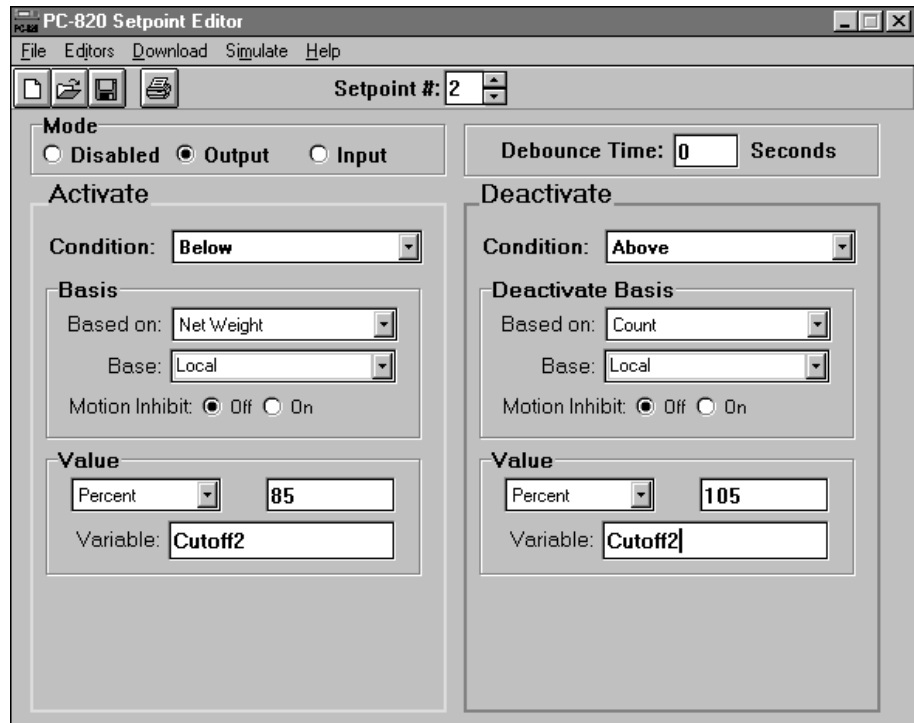 PC-820 Setpoint Editor
File Editors Download Simulate Help
Setpoint #: 2
Mode
Disabled Output Input
Debounce Time: 0 Seconds
Activate
Condition: Below
Basis
Based on: Net Weight
Base: Local
Motion Inhibit: Off On
Value
Percent 85
Variable: Cutoff2
Deactivate
Condition: Above
Deactivate Basis
Based on: Count
Base: Local
Motion Inhibit: Off On
Value
Percent 105
Variable: Cutoff2